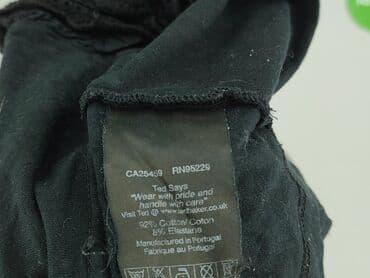 CA25459 RN95229
Ted Says
"Wear with pride and
handle with care"
Visit Ted @ www.tedbaker.co.uk
92% Cotton/ Coton
8% Elastane
Manufactured in Portugal
Fabrique au Portugal